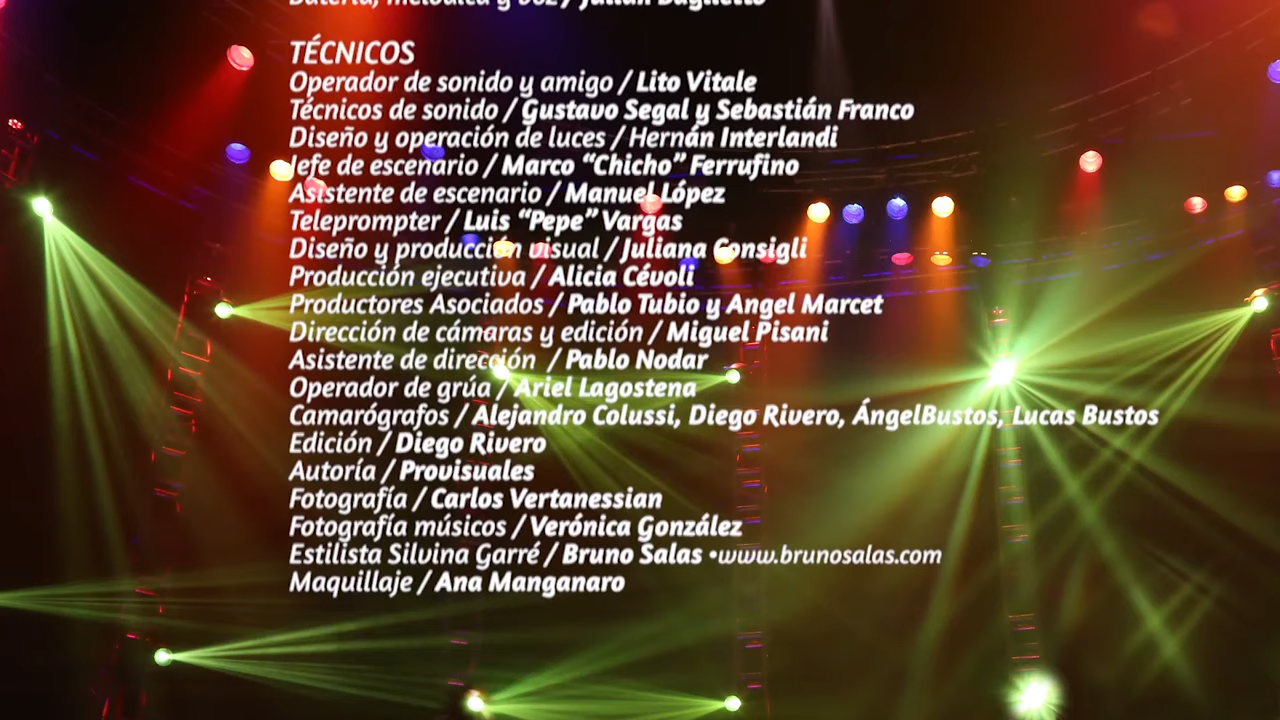 Batería, melódica y voz / Julián Baglietto
TÉCNICOS
Operador de sonido y amigo / Lito Vitale
Técnicos de sonido / Gustavo Segal y Sebastián Franco
Diseño y operación de luces / Hernán Interlandi
Jefe de escenario / Marco “Chicho” Ferrufino
Asistente de escenario / Manuel López
Teleprompter / Luis “Pepe” Vargas
Diseño y producción visual / Juliana Consigli
Producción ejecutiva / Alicia Cévoli
Productores Asociados / Pablo Tubio y Angel Marcet
Dirección de cámaras y edición / Miguel Pisani
Asistente de dirección / Pablo Nodar
Operador de grúa / Ariel Lagostena
Camarógrafos / Alejandro Colussi, Diego Rivero, ÁngelBustos, Lucas Bustos
Edición / Diego Rivero
Autoría / Provisuales
Fotografía / Carlos Vertanessian
Fotografía músicos / Verónica González
Estilista Silvina Garré / Bruno Salas •www.brunosalas.com
Maquillaje / Ana Manganaro